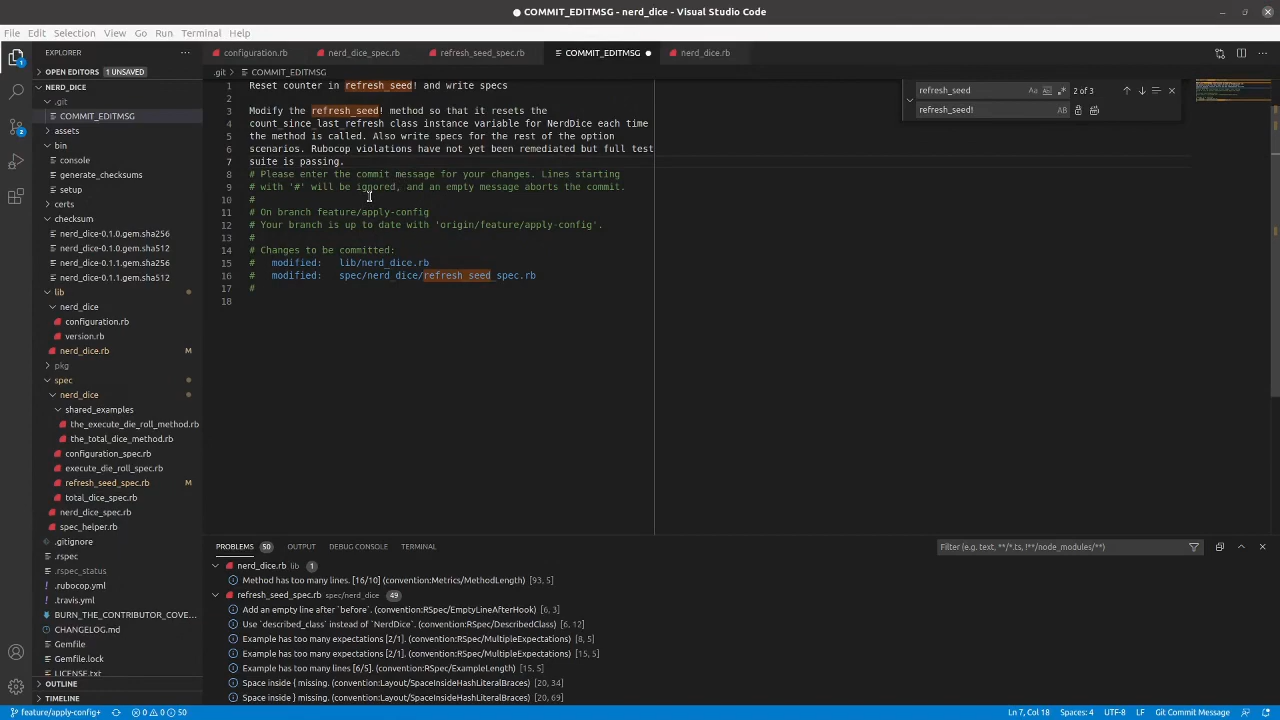 ● COMMIT_EDITMSG - nerd_dice - Visual Studio Code
File Edit Selection View Go Run Terminal Help
EXPLORER
OPEN EDITORS 1 UNSAVED
NERD_DICE
.git
COMMIT_EDITMSG
assets
bin
console
generate_checksums
setup
certs
checksum
nerd_dice-0.1.0.gem.sha256
nerd_dice-0.1.0.gem.sha512
nerd_dice-0.1.1.gem.sha256
nerd_dice-0.1.1.gem.sha512
lib
nerd_dice
configuration.rb
version.rb
nerd_dice.rb M
pkg
spec
nerd_dice
shared_examples
the_execute_die_roll_method.rb
the_total_dice_method.rb
configuration_spec.rb
execute_die_roll_spec.rb
refresh_seed_spec.rb M
total_dice_spec.rb
nerd_dice_spec.rb
spec_helper.rb
.gitignore
.rspec
.rspec_status
.rubocop.yml
.travis.yml
BURN_THE_CONTRIBUTOR_COVE...
CHANGELOG.md
Gemfile
Gemfile.lock
LICENSE.txt
OUTLINE
TIMELINE
configuration.rb nerd_dice_spec.rb refresh_seed_spec.rb COMMIT_EDITMSG ● nerd_dice.rb
.git > COMMIT_EDITMSG
refresh_seed 2 of 3
refresh_seed!
1 Reset counter in refresh_seed! and write specs
2
3 Modify the refresh_seed! method so that it resets the
4 count_since_last_refresh class instance variable for NerdDice each time
5 the method is called. Also write specs for the rest of the option
6 scenarios. Rubocop violations have not yet been remediated but full test
7 suite is passing.
8 # Please enter the commit message for your changes. Lines starting
9 # with '#' will be ignored, and an empty message aborts the commit.
10 #
11 # On branch feature/apply-config
12 # Your branch is up to date with 'origin/feature/apply-config'.
13 #
14 # Changes to be committed:
15 # modified: lib/nerd_dice.rb
16 # modified: spec/nerd_dice/refresh_seed_spec.rb
17 #
18
PROBLEMS 50 OUTPUT DEBUG CONSOLE TERMINAL
Filter (e.g. text, **/*.ts, !**/node_modules/**)
nerd_dice.rb lib 1
Method has too many lines. [16/10] (convention:Metrics/MethodLength) [93, 5]
refresh_seed_spec.rb spec/nerd_dice 49
Add an empty line after `before`. (convention:RSpec/EmptyLineAfterHook) [6, 3]
Use `described_class` instead of `NerdDice`. (convention:RSpec/DescribedClass) [6, 12]
Example has too many expectations [2/1]. (convention:RSpec/MultipleExpectations) [8, 5]
Example has too many expectations [2/1]. (convention:RSpec/MultipleExpectations) [15, 5]
Example has too many lines [6/5]. (convention:RSpec/ExampleLength) [15, 5]
Space inside { missing. (convention:Layout/SpaceInsideHashLiteralBraces) [20, 34]
Space inside } missing. (convention:Layout/SpaceInsideHashLiteralBraces) [20, 69]
feature/apply-config+ 0 0 50 Ln 7, Col 18 Spaces: 4 UTF-8 LF Git Commit Message